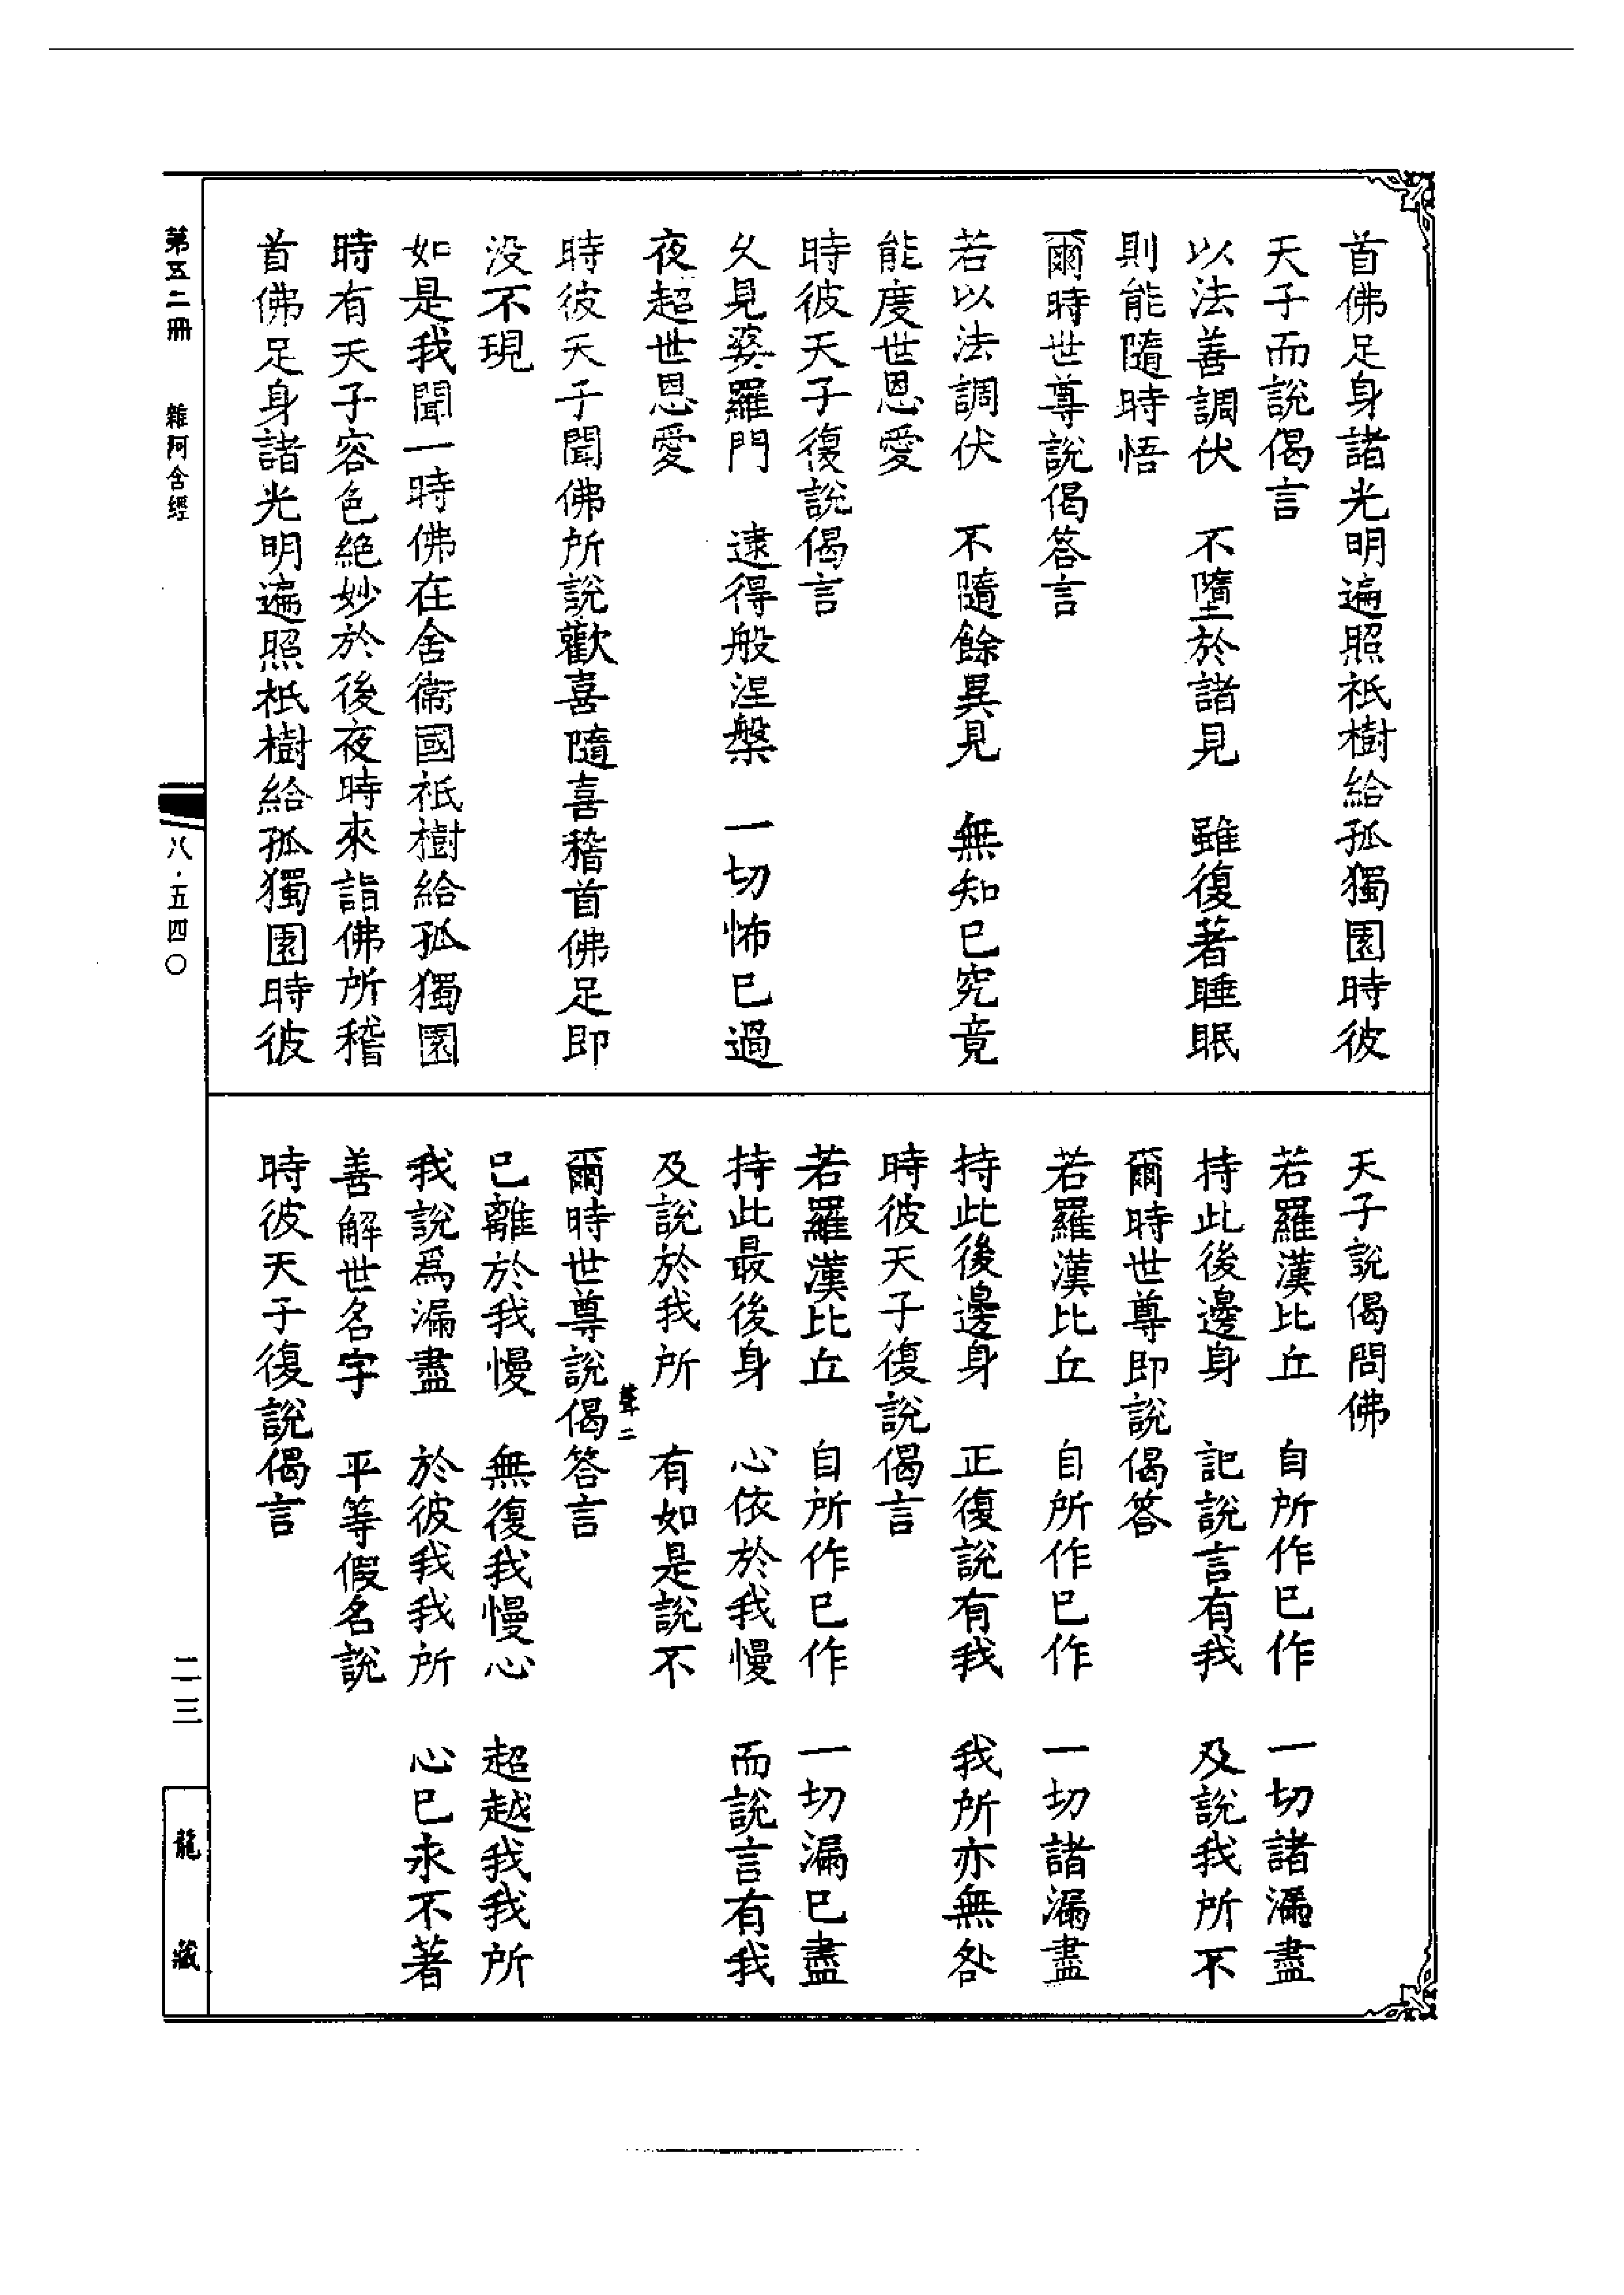 首佛足身諸光明遍照祇樹給孤獨園時彼
天子而說偈言
以法善調伏　不墮於諸見　雖復著睡眠
則能隨時悟
爾時世尊說偈答言
若以法調伏　不隨餘異見　無知已究竟
能度世恩愛
時彼天子復說偈言
久見婆羅門　逮得般涅槃　一切怖已過
夜超世恩愛
時彼天子聞佛所說歡喜隨喜稽首佛足即
没不現
如是我聞一時佛在舍衛國祇樹給孤獨園
時有天子容色絶妙於後夜時來詣佛所稽
首佛足身諸光明遍照祇樹給孤獨園時彼
天子說偈問佛
若羅漢比丘　自所作已作　一切諸漏盡
持此後邊身　記說言有我　及說我所不
爾時世尊即說偈答
若羅漢比丘　自所作已作　一切諸漏盡
持此後邊身　正復說有我　我所亦無咎
時彼天子復說偈言
若羅漢比丘　自所作已作　一切漏已盡
持此最後身　心依於我慢　而說言有我
及說於我所　有如是說不
爾時世尊說偈答言
已離於我慢　無復我慢心　超越我我所
我說爲漏盡　於彼我我所　心已永不著
善解世名字　平等假名說
時彼天子復說偈言
第五二冊　雜阿含經
八·五四〇
二三
龍藏